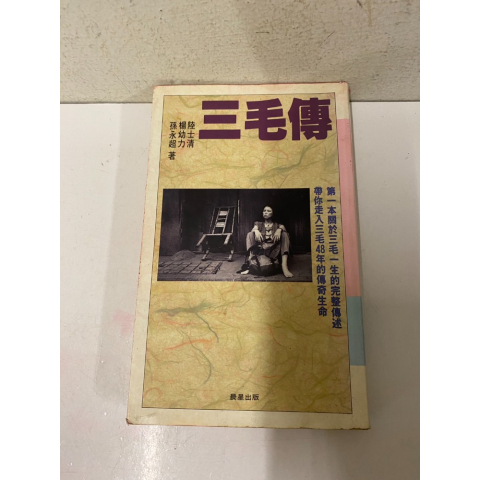 三毛傳
陸士清
楊幼力
孫永超 著
第一本關於三毛一生的完整傳述
帶你走入三毛48年的傳奇生命
晨星出版